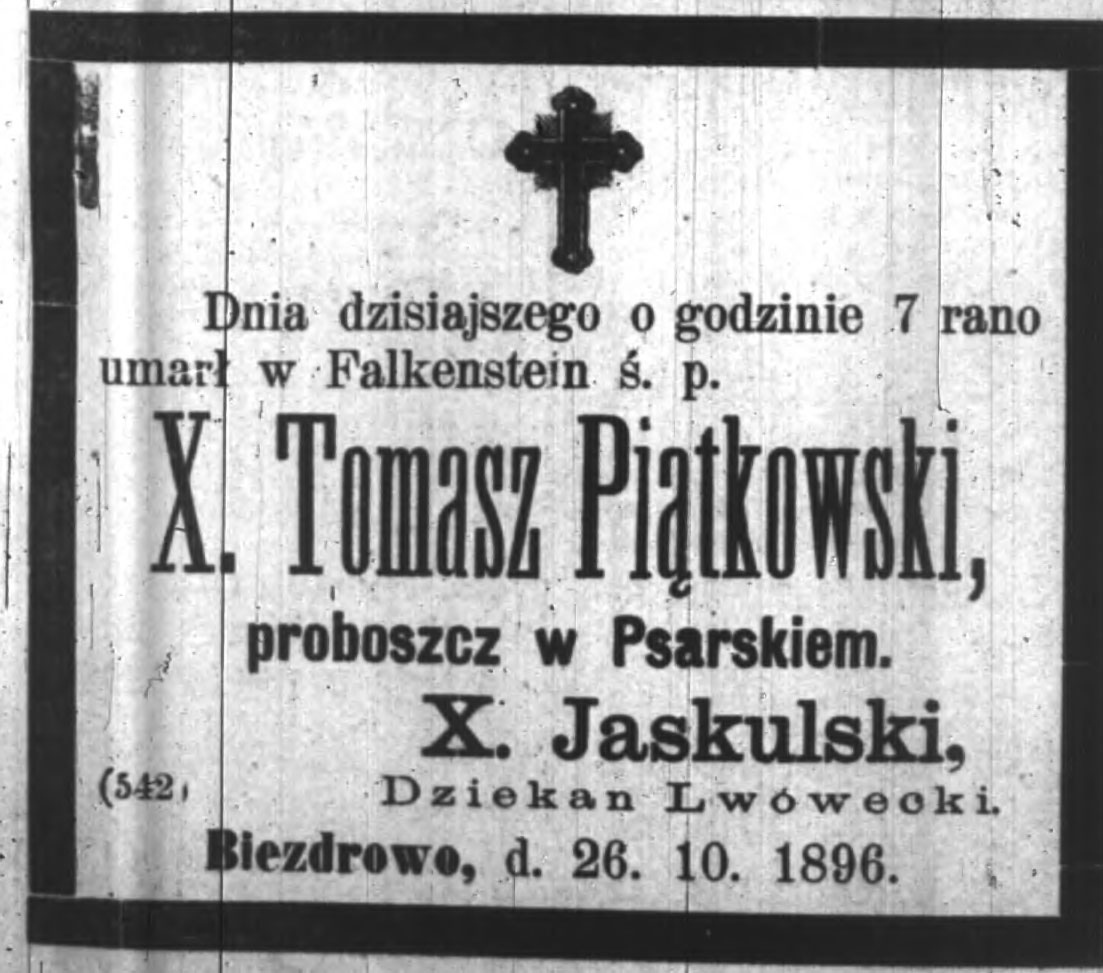 Dnia dzisiajszego o godzinie 7 rano
umarł w Falkenstein ś. p.
X. Tomasz Piątkowski,
proboszcz w Psarskiem.
X. Jaskulski,
(542) Dziekan Lwówecki.
Biezdrowo, d. 26. 10. 1896.